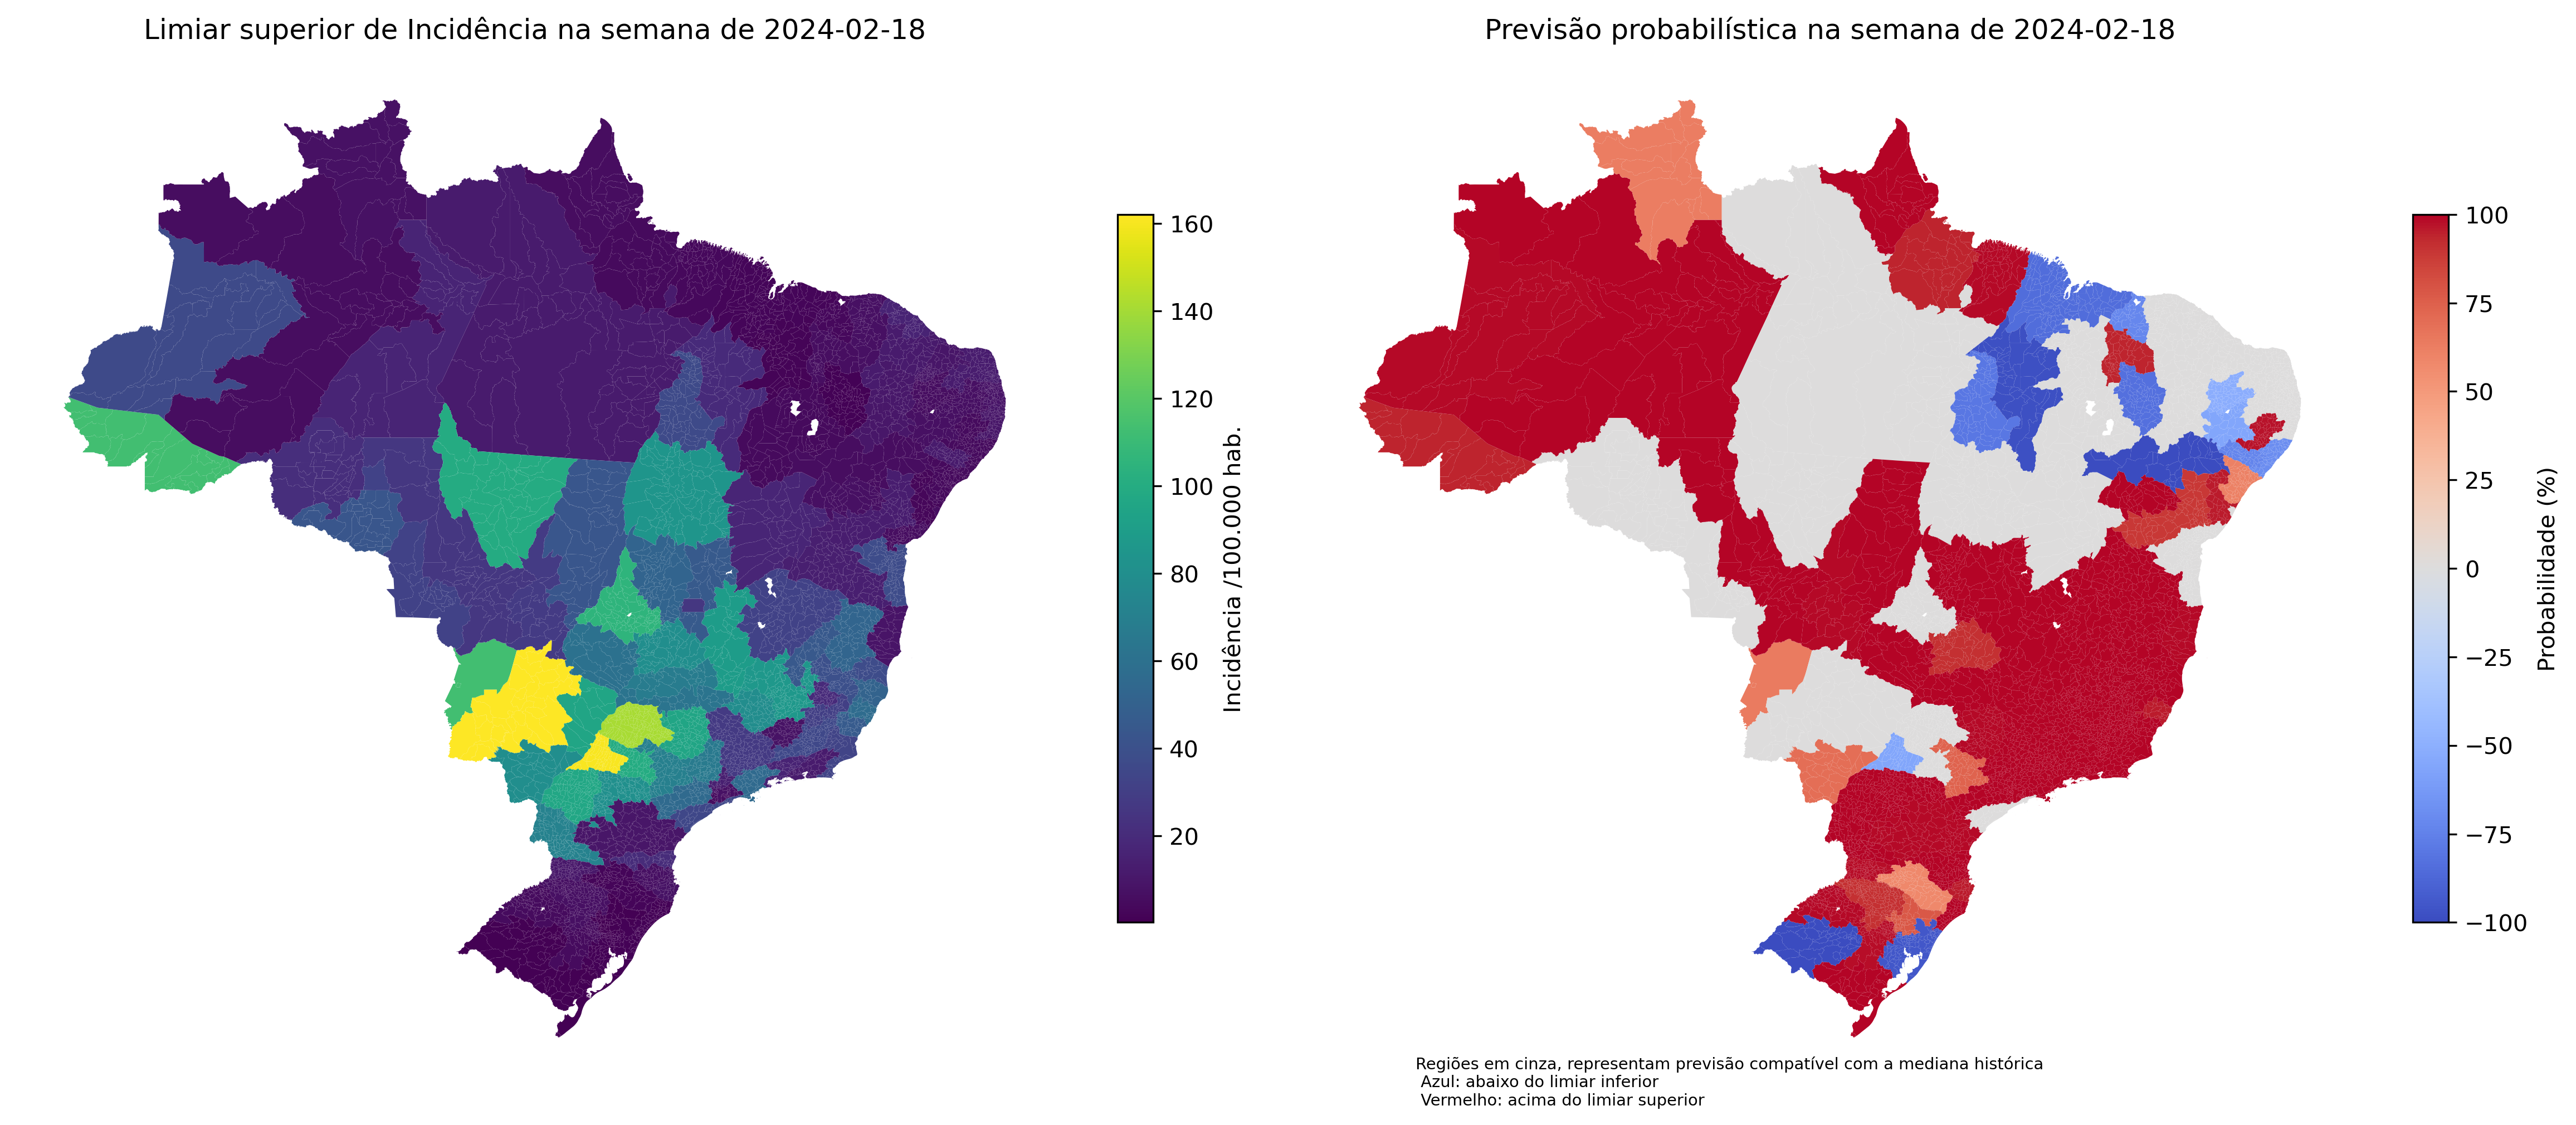 Limiar superior de Incidência na semana de 2024-02-18
160
140
120
100
80
60
40
20
Incidência /100.000 hab.
Previsão probabilística na semana de 2024-02-18
100
75
50
25
0
−25
−50
−75
−100
Probabilidade (%)
Regiões em cinza, representam previsão compatível com a mediana histórica
Azul: abaixo do limiar inferior
Vermelho: acima do limiar superior